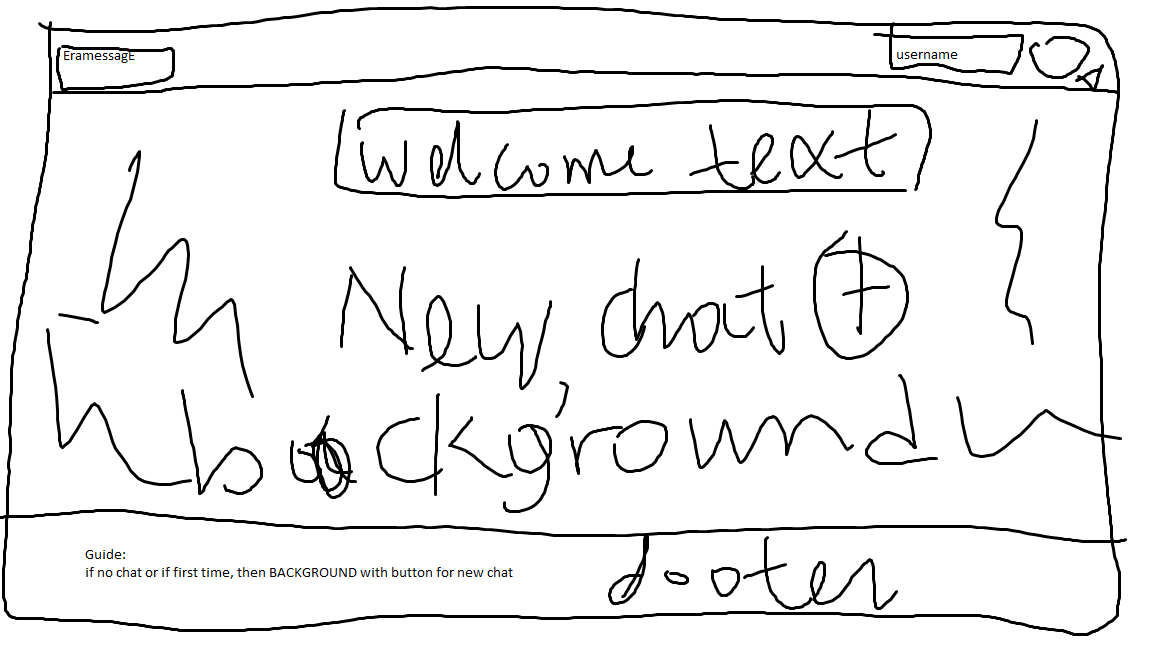 EramessagE
username
welcome text
New chat +
background
Guide:
if no chat or if first time, then BACKGROUND with button for new chat
footer